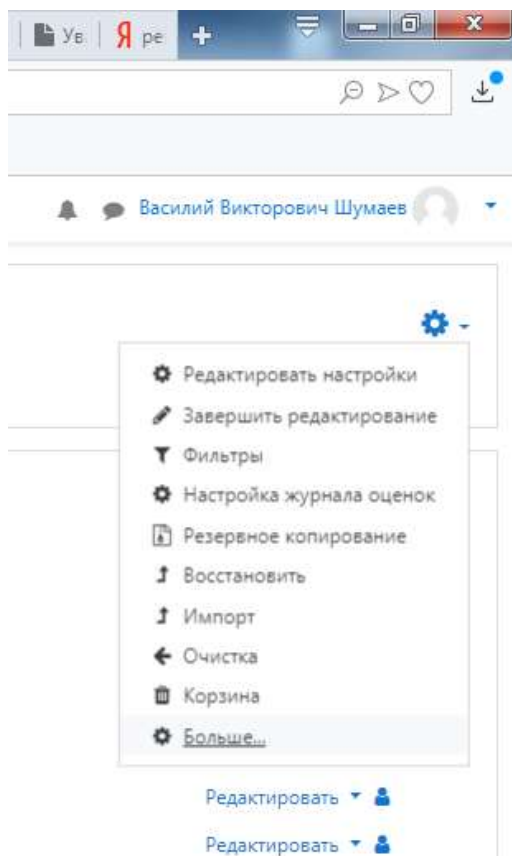 Ув Я ре
Василий Викторович Шумаев
Редактировать настройки
Завершить редактирование
Фильтры
Настройка журнала оценок
Резервное копирование
Восстановить
Импорт
Очистка
Корзина
Больше...
Редактировать
Редактировать